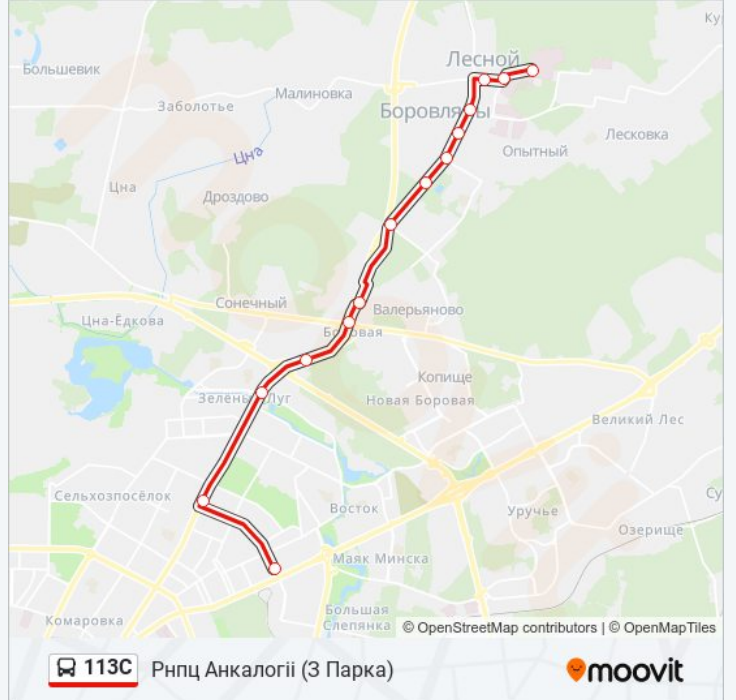 Ку
Лесной
Большевик
Малиновка
Заболотье
Боровляны
Лесковка
Опытный
Цна
Цна
Дроздово
Сонечный
Валерьяново
Цна-Ёдкова
Боровая
Копище
Зелёный Луг
Новая Боровая
Великий Лес
Сельхозпосёлок
Восток
Су
Уручье
Озерище
Маяк Минска
Большая
Слепянка
Комаровка
© OpenStreetMap contributors | © OpenMapTiles
113С Рнпц Анкалогіі (З Парка)
moovit